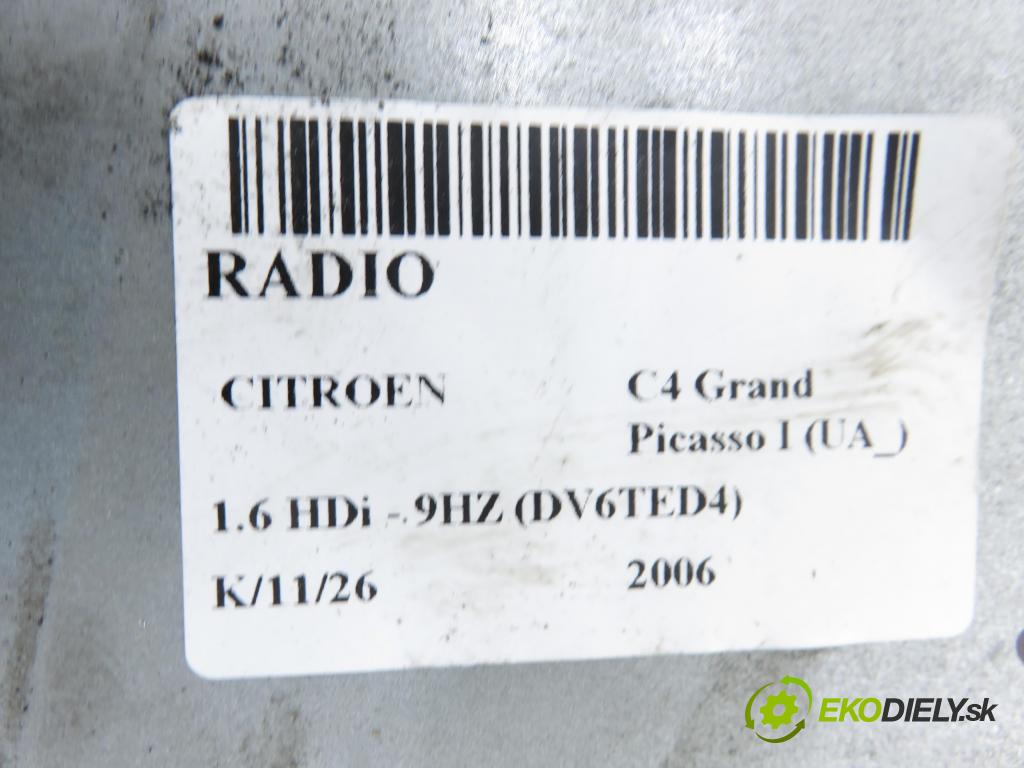 RADIO
CITROEN
C4 Grand
Picasso I (UA_)
1.6 HDi - 9HZ (DV6TED4)
K/11/26
2006
EKODIELY.sk